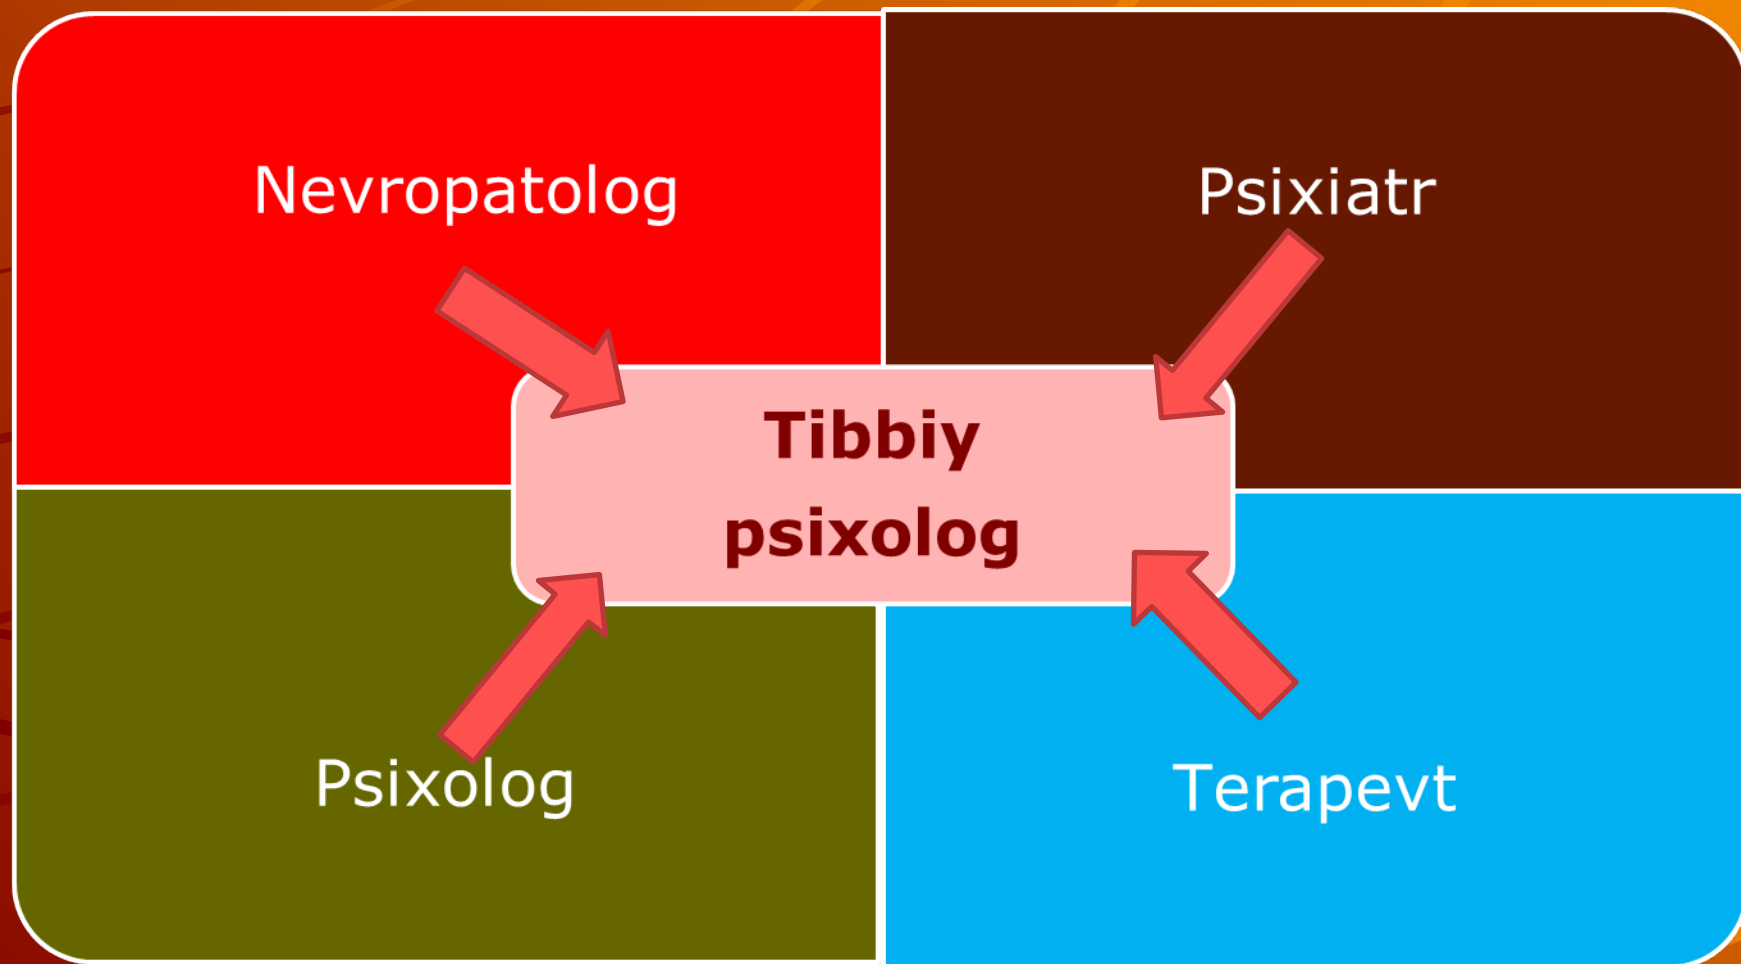 Nevropatolog
Psixiatr
Tibbiy
psixolog
Psixolog
Terapevt